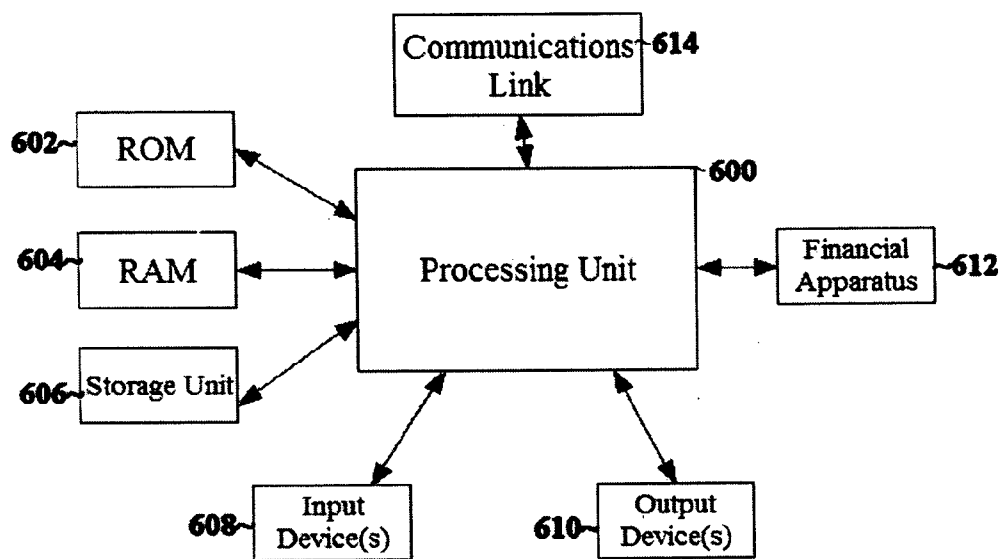 Communications
Link
614
602
ROM
600
604
RAM
Processing Unit
Financial
Apparatus
612
606
Storage Unit
608
Input
Device(s)
610
Output
Device(s)